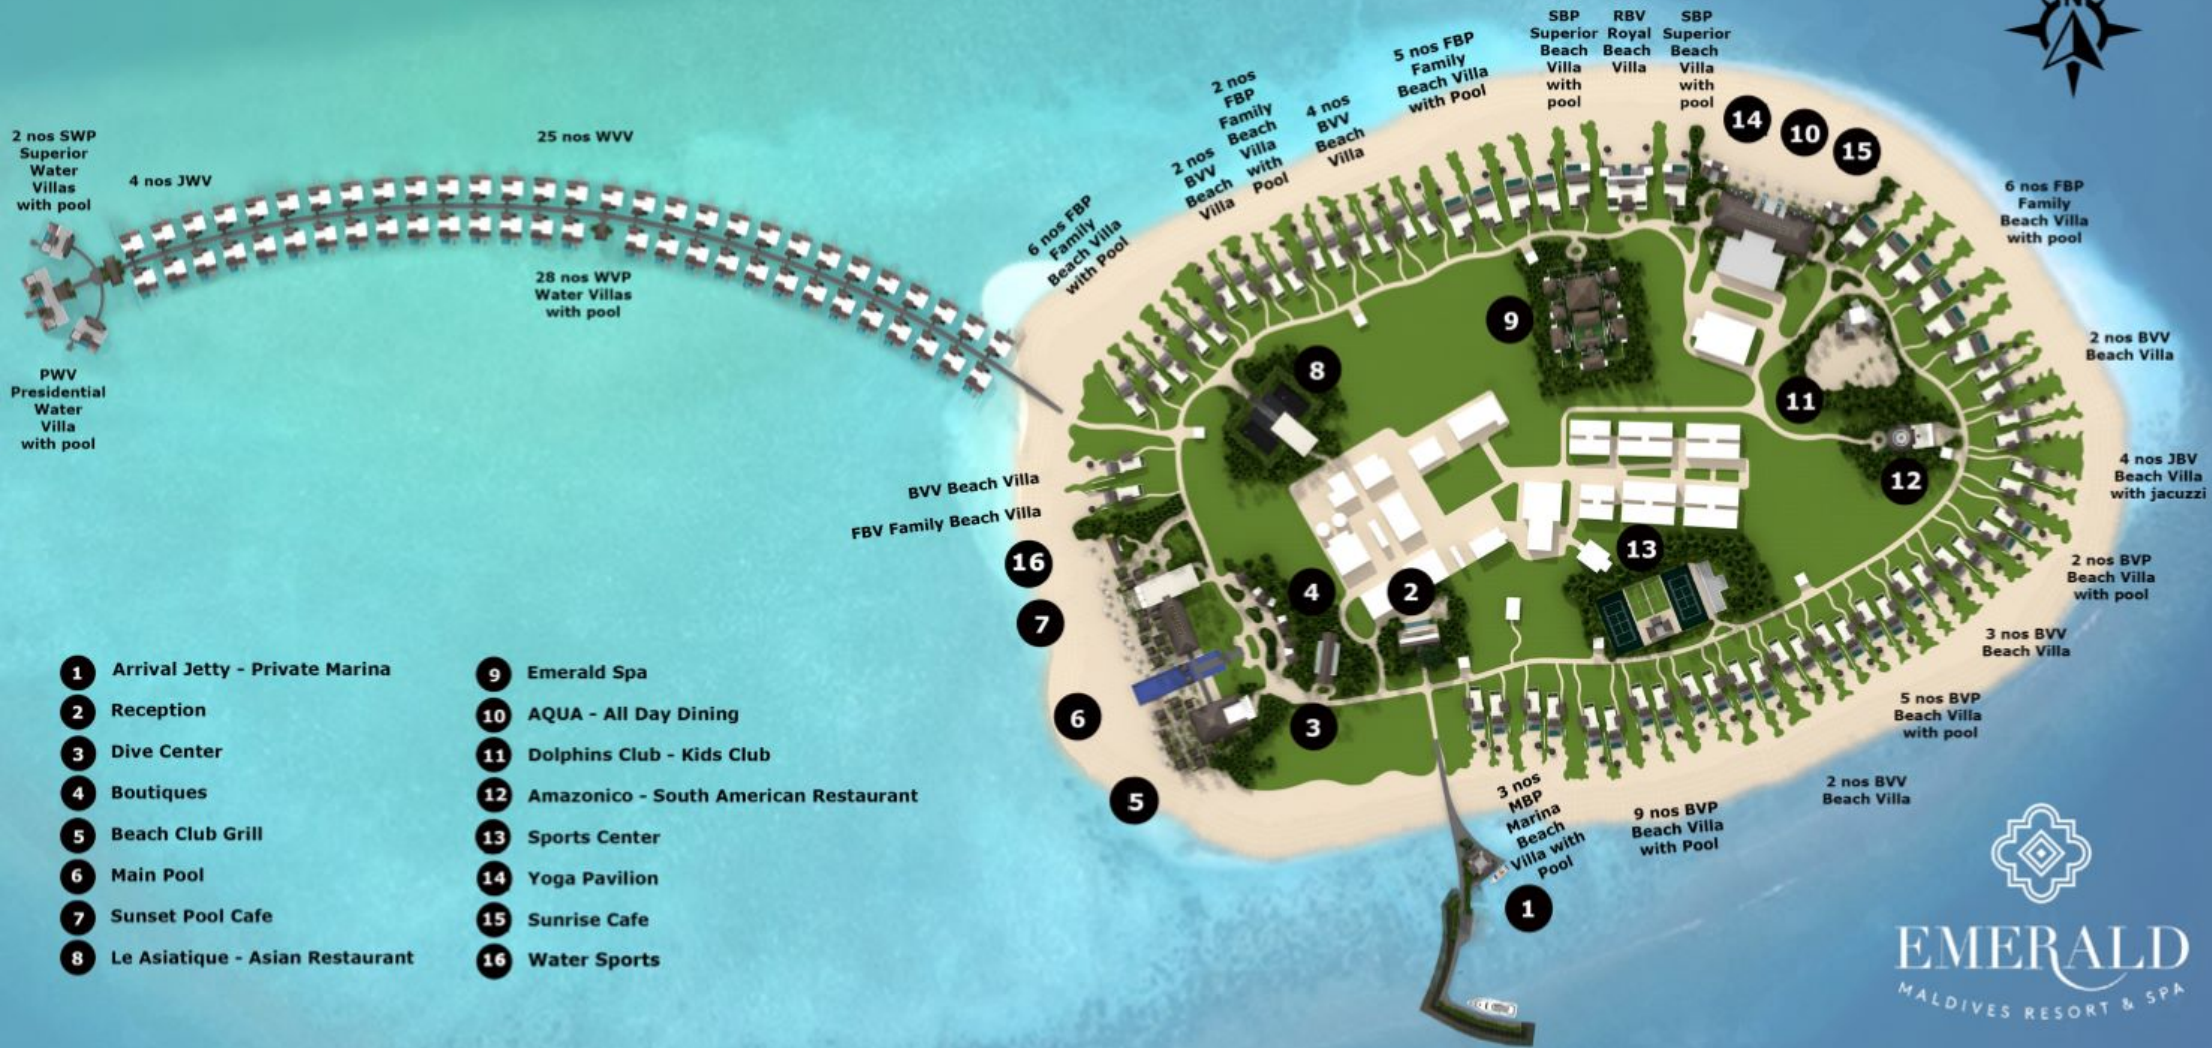 N
SBP
Superior
Beach
Villa
with
pool
RBV
Royal
Beach
Villa
SBP
Superior
Beach
Villa
with
pool
5 nos FBP
Family
Beach Villa
with Pool
2 nos
FBP
Family
Beach
Villa
with
Pool
4 nos
BVV
Beach
Villa
2 nos
BVV
Beach
Villa
6 nos FBP
Family
Beach Villa
with Pool
2 nos SWP
Superior
Water
Villas
with pool
4 nos JWV
25 nos WVV
28 nos WVP
Water Villas
with pool
PWV
Presidential
Water
Villa
with pool
14
10
15
6 nos FBP
Family
Beach Villa
with pool
9
8
11
12
2 nos BVV
Beach Villa
4 nos JBV
Beach Villa
with jacuzzi
BVV Beach Villa
FBV Family Beach Villa
16
7
6
5
4
2
3
13
2 nos BVP
Beach Villa
with pool
3 nos BVV
Beach Villa
5 nos BVP
Beach Villa
with pool
2 nos BVV
Beach Villa
9 nos BVP
Beach Villa
with Pool
3 nos
MBP
Marina
Beach
Villa with
Pool
1
1 Arrival Jetty - Private Marina
2 Reception
3 Dive Center
4 Boutiques
5 Beach Club Grill
6 Main Pool
7 Sunset Pool Cafe
8 Le Asiatique - Asian Restaurant
9 Emerald Spa
10 AQUA - All Day Dining
11 Dolphins Club - Kids Club
12 Amazonico - South American Restaurant
13 Sports Center
14 Yoga Pavilion
15 Sunrise Cafe
16 Water Sports
EMERALD
MALDIVES RESORT & SPA